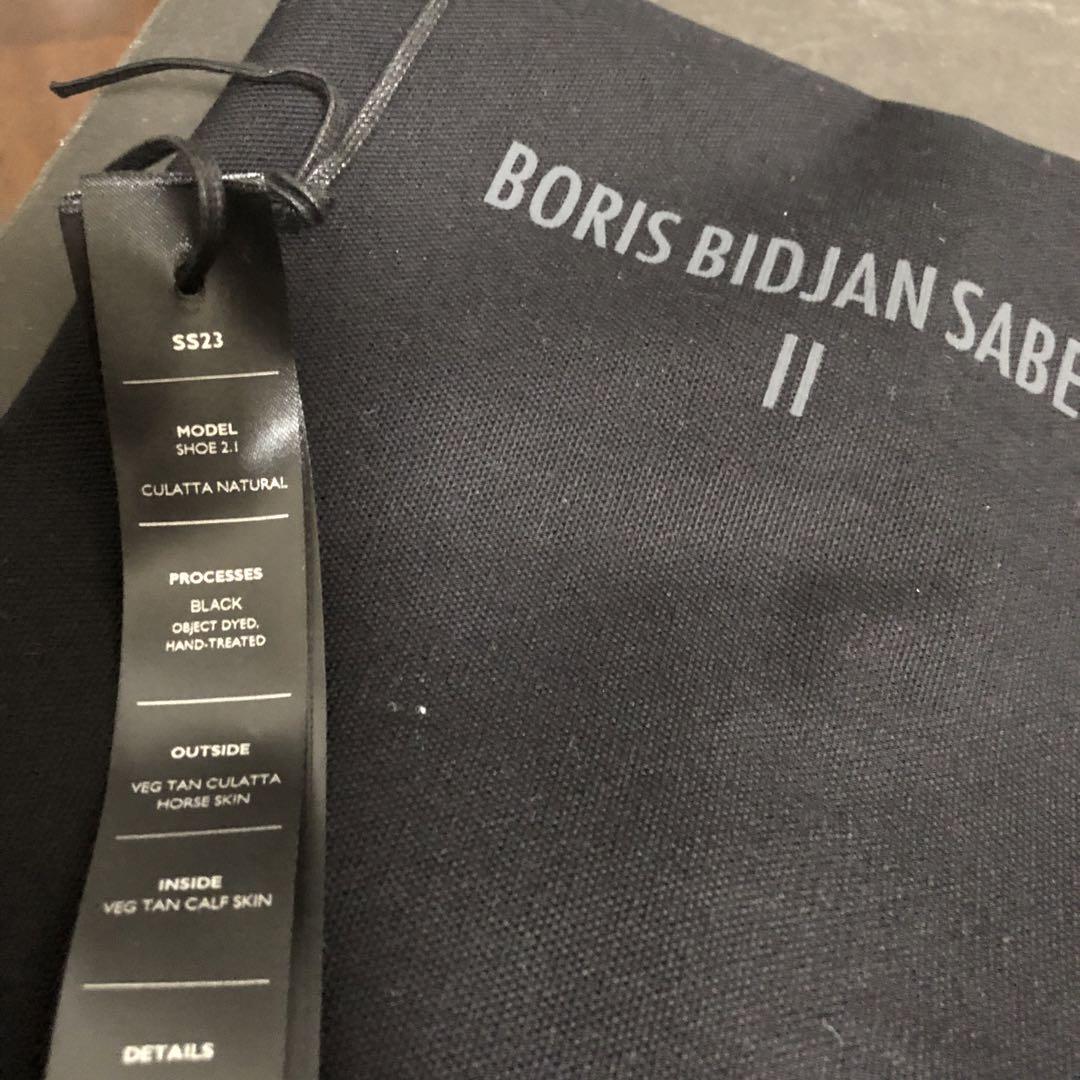 SS23
MODEL
SHOE 2.1
CULATTA NATURAL
PROCESSES
BLACK
OBJECT DYED,
HAND-TREATED
OUTSIDE
VEG TAN CULATTA
HORSE SKIN
INSIDE
VEG TAN CALF SKIN
DETAILS
BORIS BIDJAN SABE
II